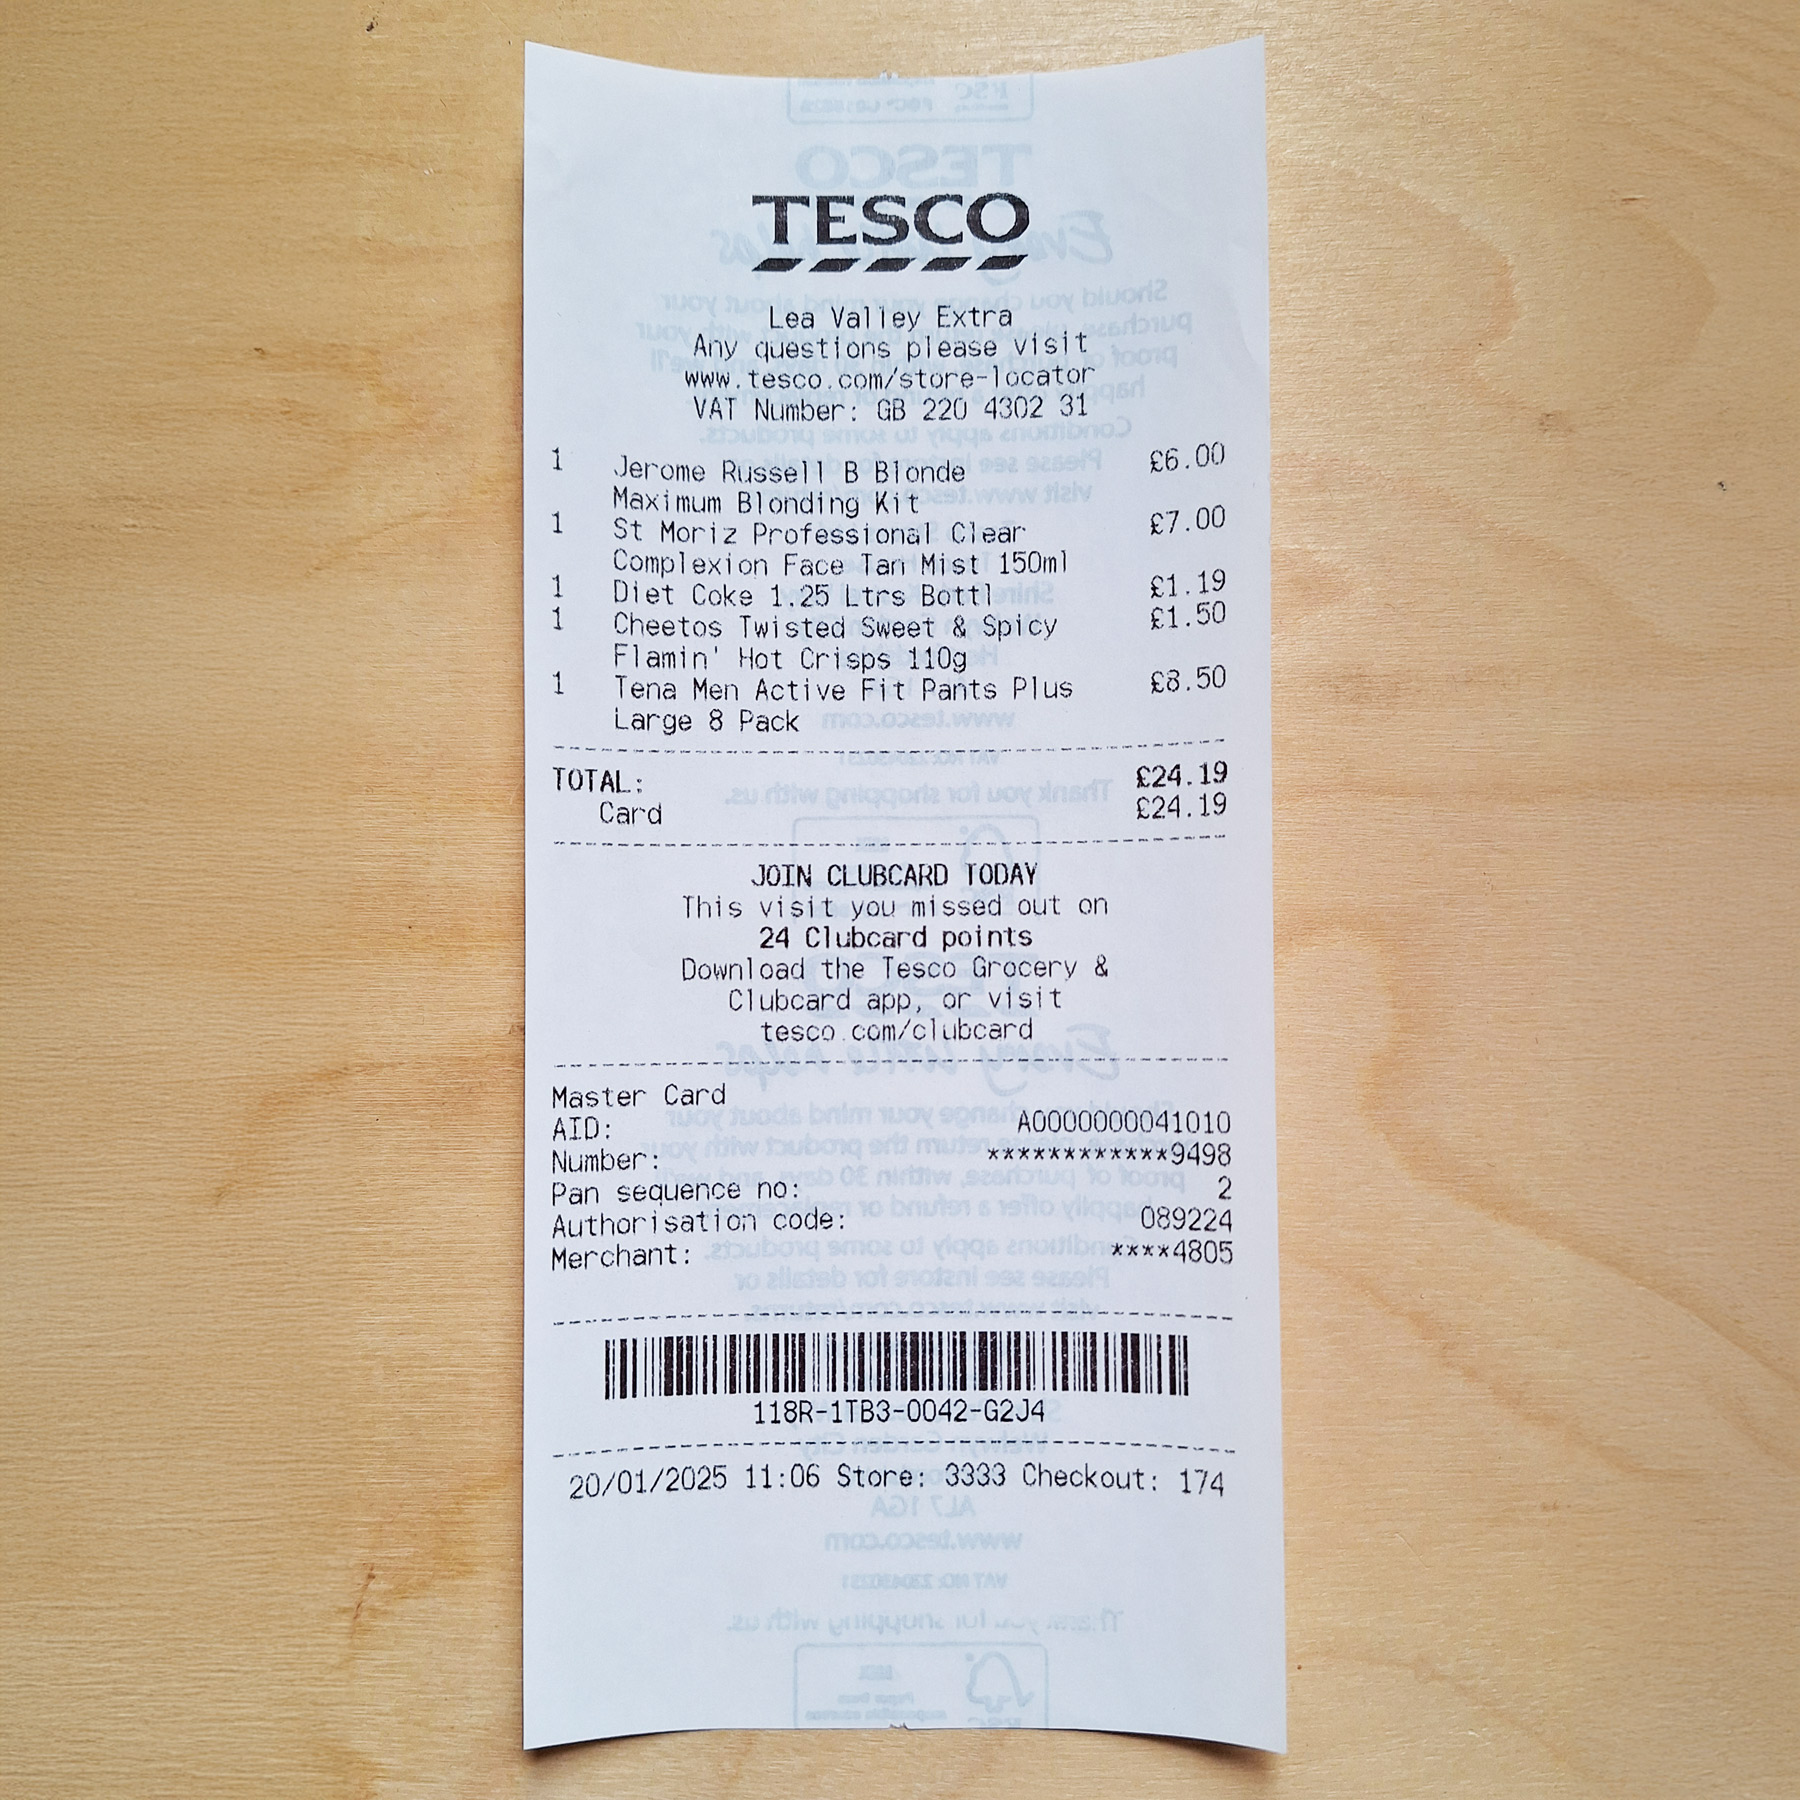 TESCO
Lea Valley Extra
Any questions please visit
www.tesco.com/store-locator
VAT Number: GB 220 4302 31
1 Jerome Russell B Blonde £6.00
Maximum Blonding Kit
1 St Moriz Professional Clear £7.00
Complexion Face Tan Mist 150ml
1 Diet Coke 1.25 Ltrs Bottl £1.19
1 Cheetos Twisted Sweet & Spicy £1.50
Flamin' Hot Crisps 110g
1 Tena Men Active Fit Pants Plus £8.50
Large 8 Pack
TOTAL: £24.19
Card £24.19
JOIN CLUBCARD TODAY
This visit you missed out on
24 Clubcard points
Download the Tesco Grocery &
Clubcard app, or visit
tesco.com/clubcard
Master Card
AID: A0000000041010
Number: ************9498
Pan sequence no: 2
Authorisation code: 089224
Merchant: ****4805
118R-1TB3-0042-G2J4
20/01/2025 11:06 Store: 3333 Checkout: 174